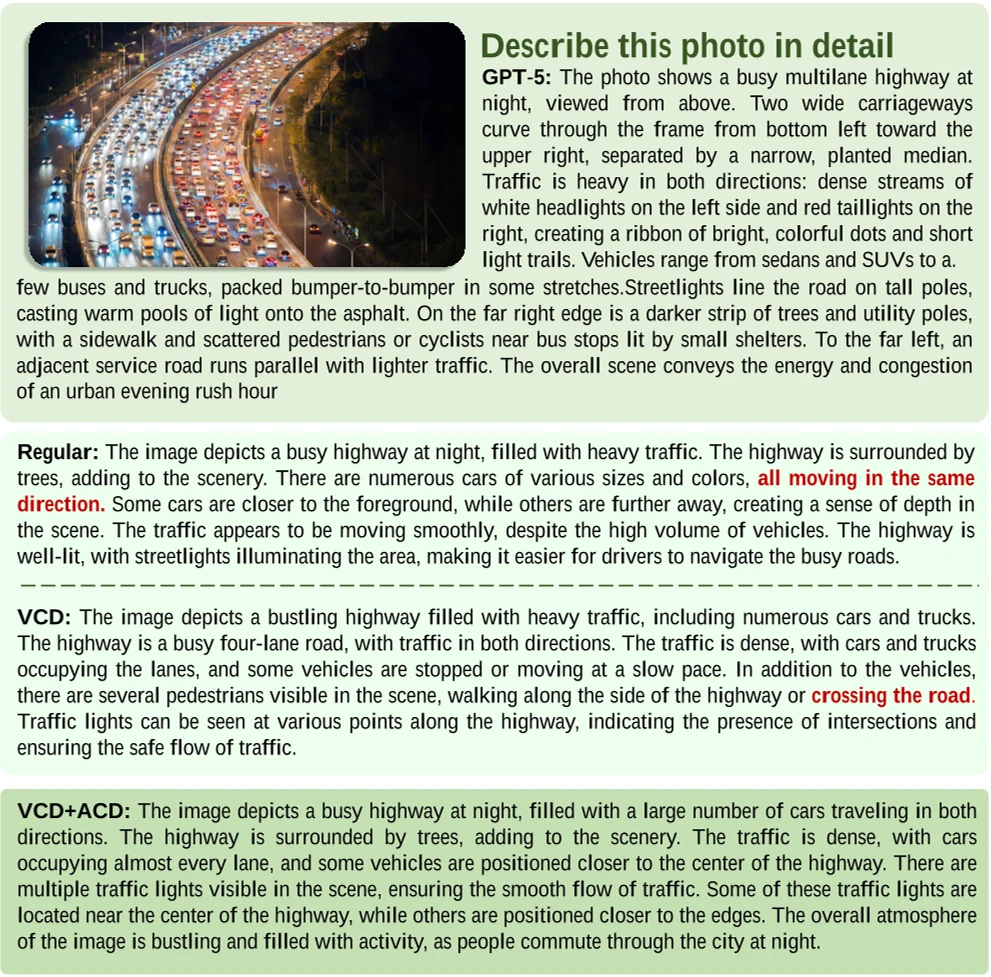 Describe this photo in detail
GPT-5: The photo shows a busy multilane highway at
night, viewed from above. Two wide carriageways
curve through the frame from bottom left toward the
upper right, separated by a narrow, planted median.
Traffic is heavy in both directions: dense streams of
white headlights on the left side and red taillights on the
right, creating a ribbon of bright, colorful dots and short
light trails. Vehicles range from sedans and SUVs to a.
few buses and trucks, packed bumper-to-bumper in some stretches.Streetlights line the road on tall poles,
casting warm pools of light onto the asphalt. On the far right edge is a darker strip of trees and utility poles,
with a sidewalk and scattered pedestrians or cyclists near bus stops lit by small shelters. To the far left, an
adjacent service road runs parallel with lighter traffic. The overall scene conveys the energy and congestion
of an urban evening rush hour
Regular: The image depicts a busy highway at night, filled with heavy traffic. The highway is surrounded by
trees, adding to the scenery. There are numerous cars of various sizes and colors, all moving in the same
direction. Some cars are closer to the foreground, while others are further away, creating a sense of depth in
the scene. The traffic appears to be moving smoothly, despite the high volume of vehicles. The highway is
well-lit, with streetlights illuminating the area, making it easier for drivers to navigate the busy roads.
VCD: The image depicts a bustling highway filled with heavy traffic, including numerous cars and trucks.
The highway is a busy four-lane road, with traffic in both directions. The traffic is dense, with cars and trucks
occupying the lanes, and some vehicles are stopped or moving at a slow pace. In addition to the vehicles,
there are several pedestrians visible in the scene, walking along the side of the highway or crossing the road.
Traffic lights can be seen at various points along the highway, indicating the presence of intersections and
ensuring the safe flow of traffic.
VCD+ACD: The image depicts a busy highway at night, filled with a large number of cars traveling in both
directions. The highway is surrounded by trees, adding to the scenery. The traffic is dense, with cars
occupying almost every lane, and some vehicles are positioned closer to the center of the highway. There are
multiple traffic lights visible in the scene, ensuring the smooth flow of traffic. Some of these traffic lights are
located near the center of the highway, while others are positioned closer to the edges. The overall atmosphere
of the image is bustling and filled with activity, as people commute through the city at night.